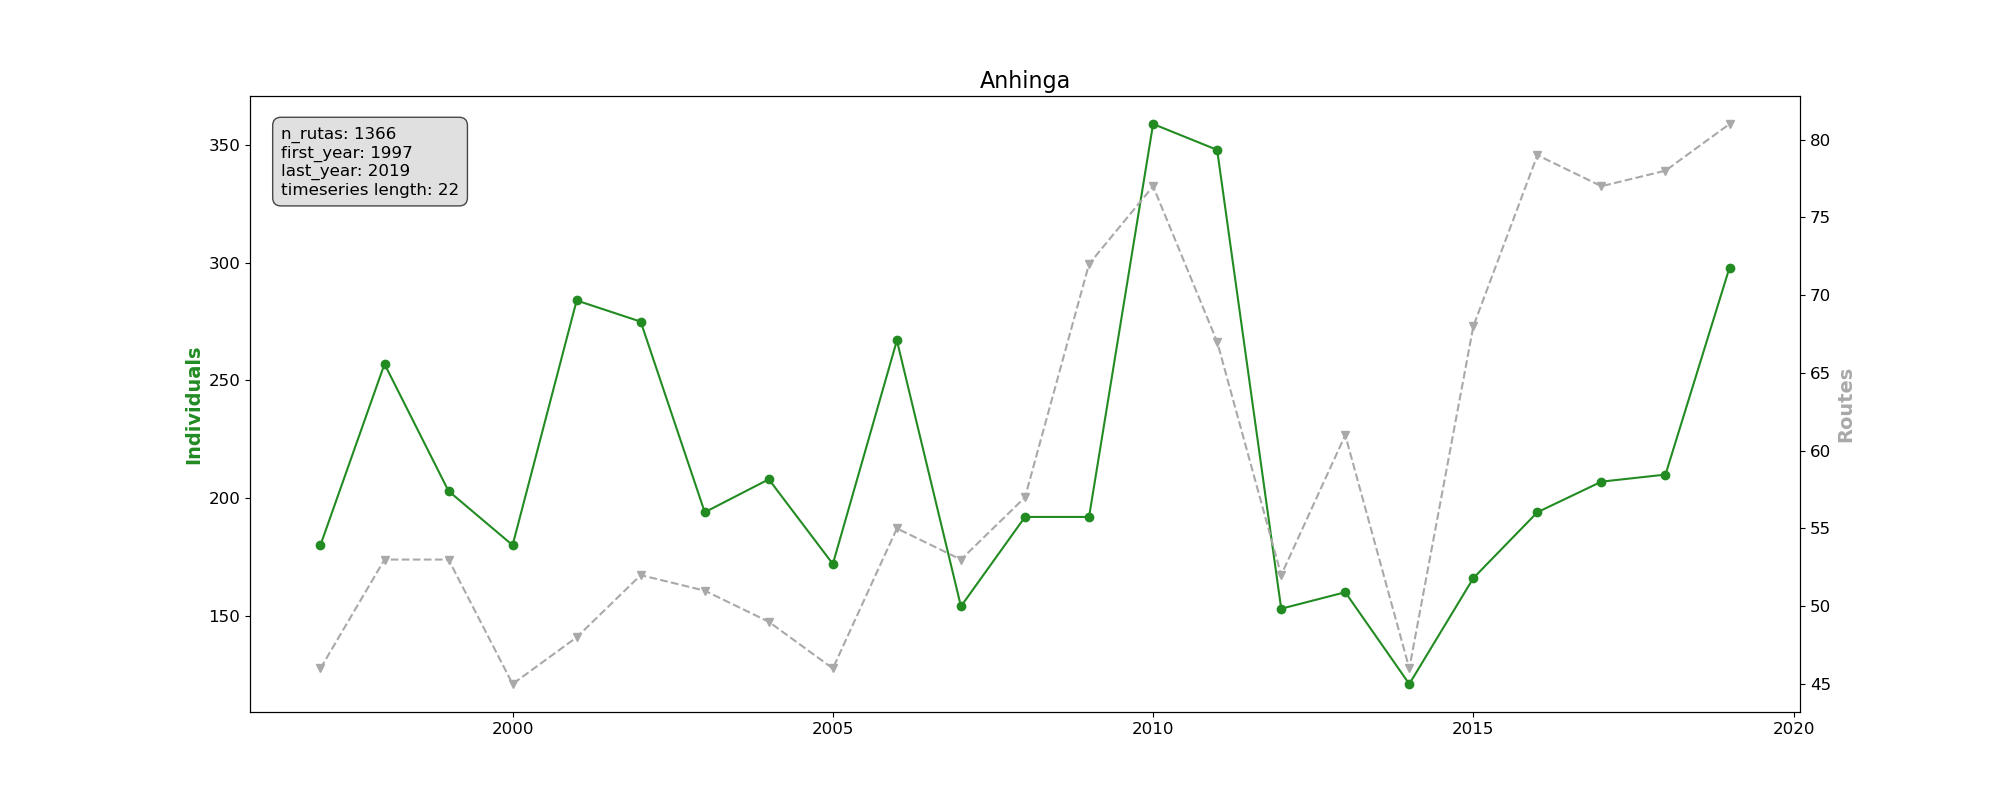 Anhinga
n_rutas: 1366
first_year: 1997
last_year: 2019
timeseries length: 22
350
300
250
200
150
Individuals
80
75
70
65
60
55
50
45
Routes
2000
2005
2010
2015
2020